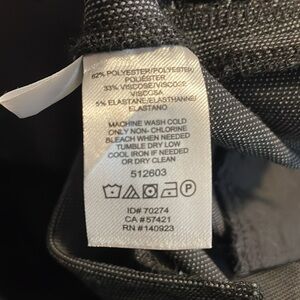 62% POLYESTER/POLYESTER/
POLIÉSTER
33% VISCOSE/VISCOSE
VISCOSA
5% ELASTANE/ELASTHANNE/
ELASTANO
MACHINE WASH COLD
ONLY NON- CHLORINE
BLEACH WHEN NEEDED
TUMBLE DRY LOW
COOL IRON IF NEEDED
OR DRY CLEAN
512603
P
ID# 70274
CA # 57421
RN # 140923